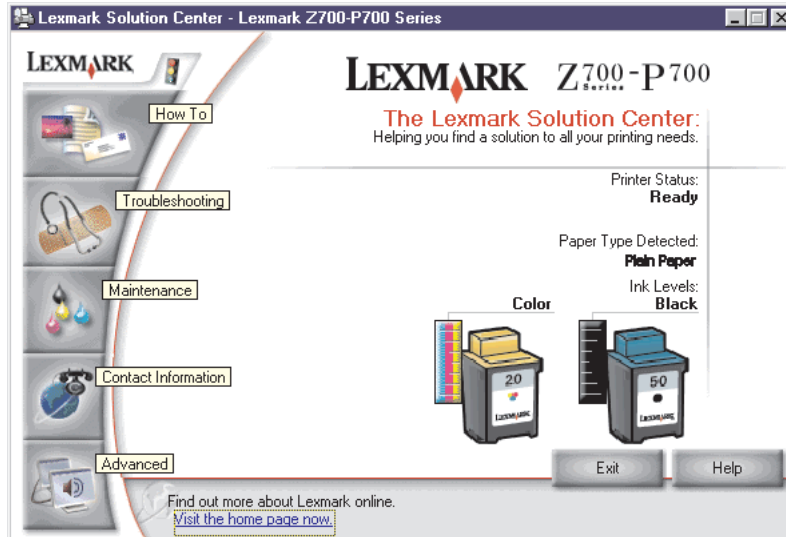 Lexmark Solution Center - Lexmark Z700-P700 Series
LEXMARK
How To
Troubleshooting
Maintenance
Contact Information
Advanced
LEXMARK Z700-P700
Series
The Lexmark Solution Center:
Helping you find a solution to all your printing needs.
Printer Status:
Ready
Paper Type Detected:
Plain Paper
Ink Levels:
Color Black
20
LEXMARK
50
LEXMARK
Exit Help
Find out more about Lexmark online.
Visit the home page now.